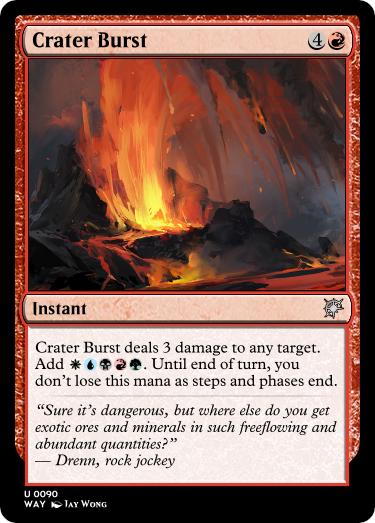 Crater Burst 4
Instant
Crater Burst deals 3 damage to any target.
Add . Until end of turn, you
don't lose this mana as steps and phases end.
"Sure it's dangerous, but where else do you get
exotic ores and minerals in such freeflowing and
abundant quantities?"
— Drenn, rock jockey
U 0090
WAY Jay Wong